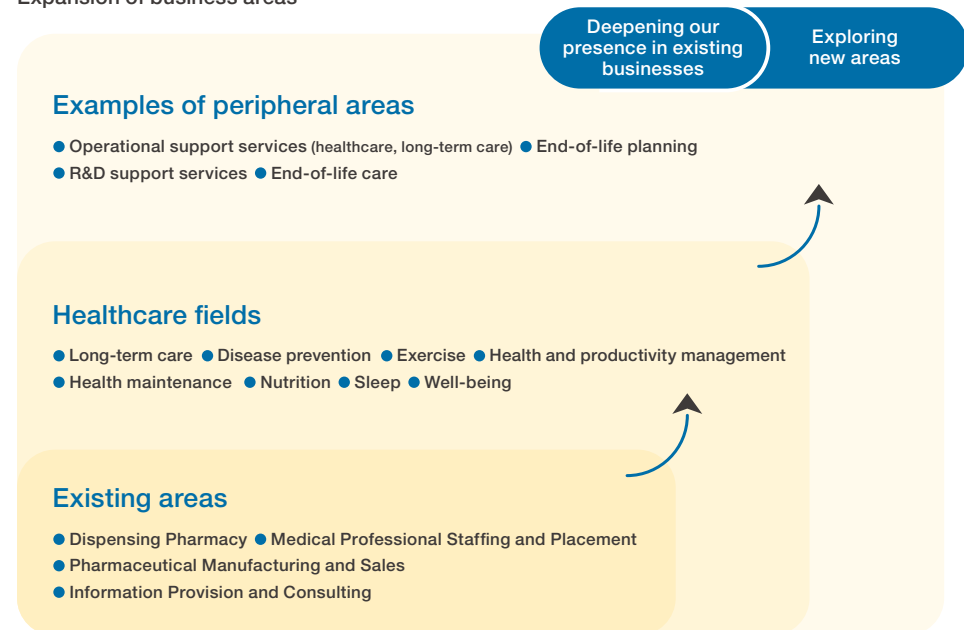 Expansion of business areas
Deepening our
presence in existing
businesses
Exploring
new areas
Examples of peripheral areas
● Operational support services (healthcare, long-term care) ● End-of-life planning
● R&D support services ● End-of-life care
Healthcare fields
● Long-term care ● Disease prevention ● Exercise ● Health and productivity management
● Health maintenance ● Nutrition ● Sleep ● Well-being
Existing areas
● Dispensing Pharmacy ● Medical Professional Staffing and Placement
● Pharmaceutical Manufacturing and Sales
● Information Provision and Consulting